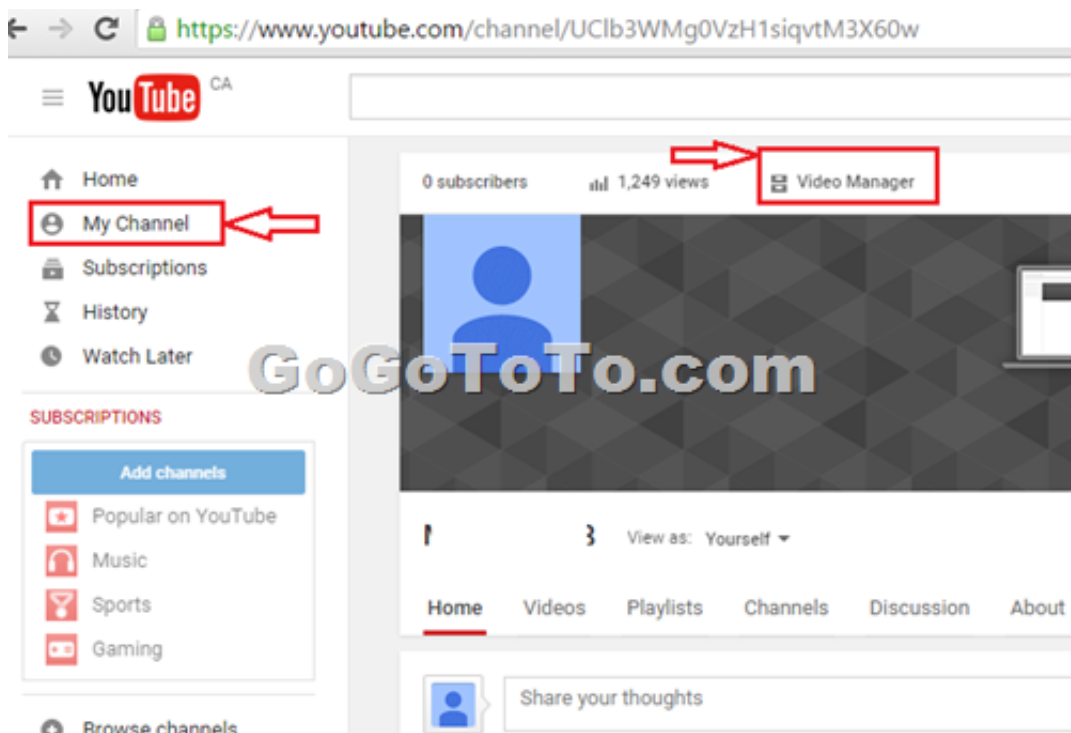 https://www.youtube.com/channel/UClb3WMg0VzH1siqvtM3X60w
YouTube CA
Home
My Channel
Subscriptions
History
Watch Later
SUBSCRIPTIONS
Add channels
Popular on YouTube
Music
Sports
Gaming
Browse channels
0 subscribers 1,249 views Video Manager
GoGoToTo.com
View as: Yourself
Home Videos Playlists Channels Discussion About
Share your thoughts